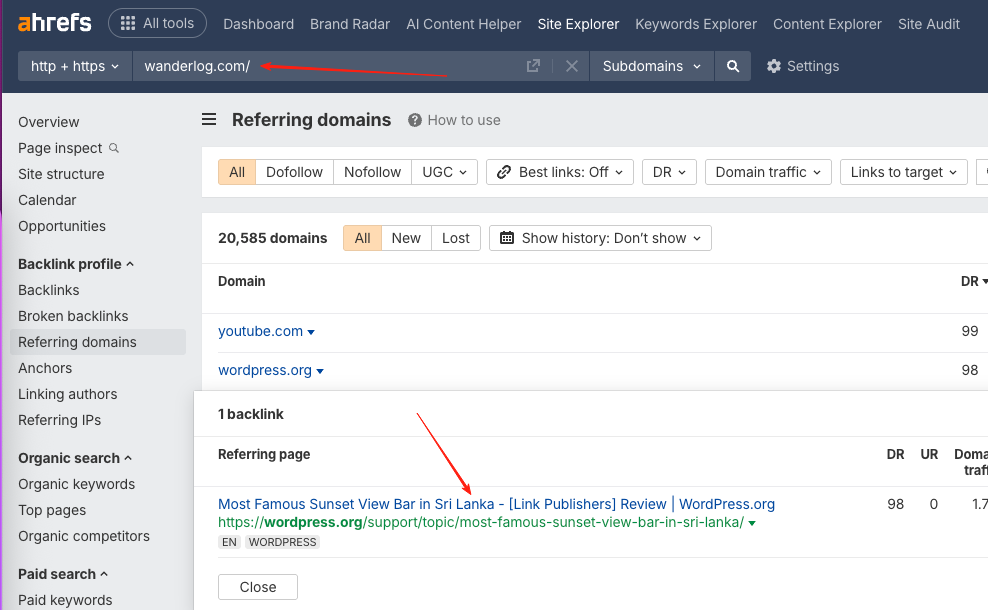 ahrefs All tools Dashboard Brand Radar AI Content Helper Site Explorer Keywords Explorer Content Explorer Site Audit
http + https wanderlog.com/ Subdomains Settings
Overview
Page inspect
Site structure
Calendar
Opportunities
Backlink profile
Backlinks
Broken backlinks
Referring domains
Anchors
Linking authors
Referring IPs
Organic search
Organic keywords
Top pages
Organic competitors
Paid search
Paid keywords
Referring domains ? How to use
All Dofollow Nofollow UGC Best links: Off DR Domain traffic Links to target
20,585 domains All New Lost Show history: Don't show
Domain DR
youtube.com 99
wordpress.org 98
1 backlink
Referring page DR UR Doma
traff
Most Famous Sunset View Bar in Sri Lanka - [Link Publishers] Review | WordPress.org 98 0 1.7
https://wordpress.org/support/topic/most-famous-sunset-view-bar-in-sri-lanka/
EN WORDPRESS
Close